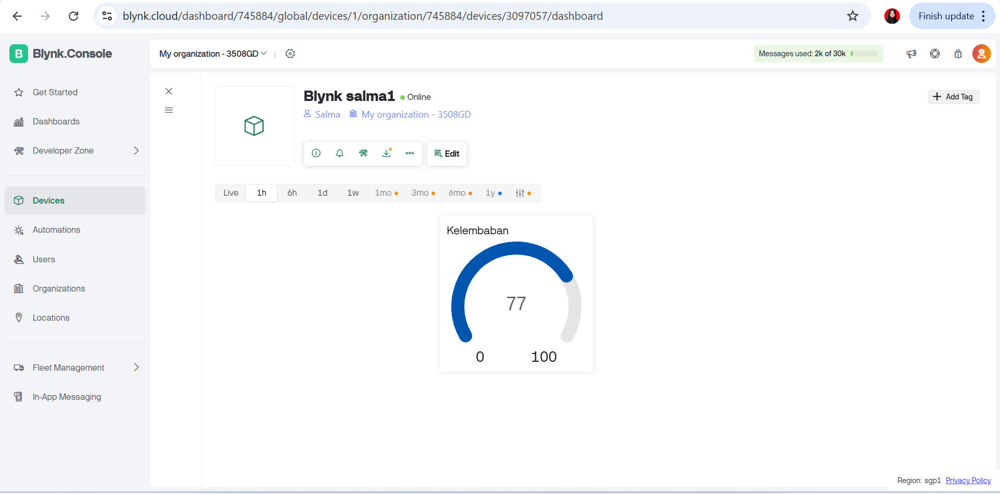 blynk.cloud/dashboard/745884/global/devices/1/organization/745884/devices/3097057/dashboard
Finish update
B Blynk.Console
My organization - 3508GD
Messages used: 2k of 30k
Get Started
Dashboards
Developer Zone
Devices
Automations
Users
Organizations
Locations
Fleet Management
In-App Messaging
Blynk salma1 Online
Add Tag
Salma My organization - 3508GD
Edit
Live 1h 6h 1d 1w 1mo 3mo 6mo 1y
Kelembaban
77
0 100
Region: sgp1 Privacy Policy